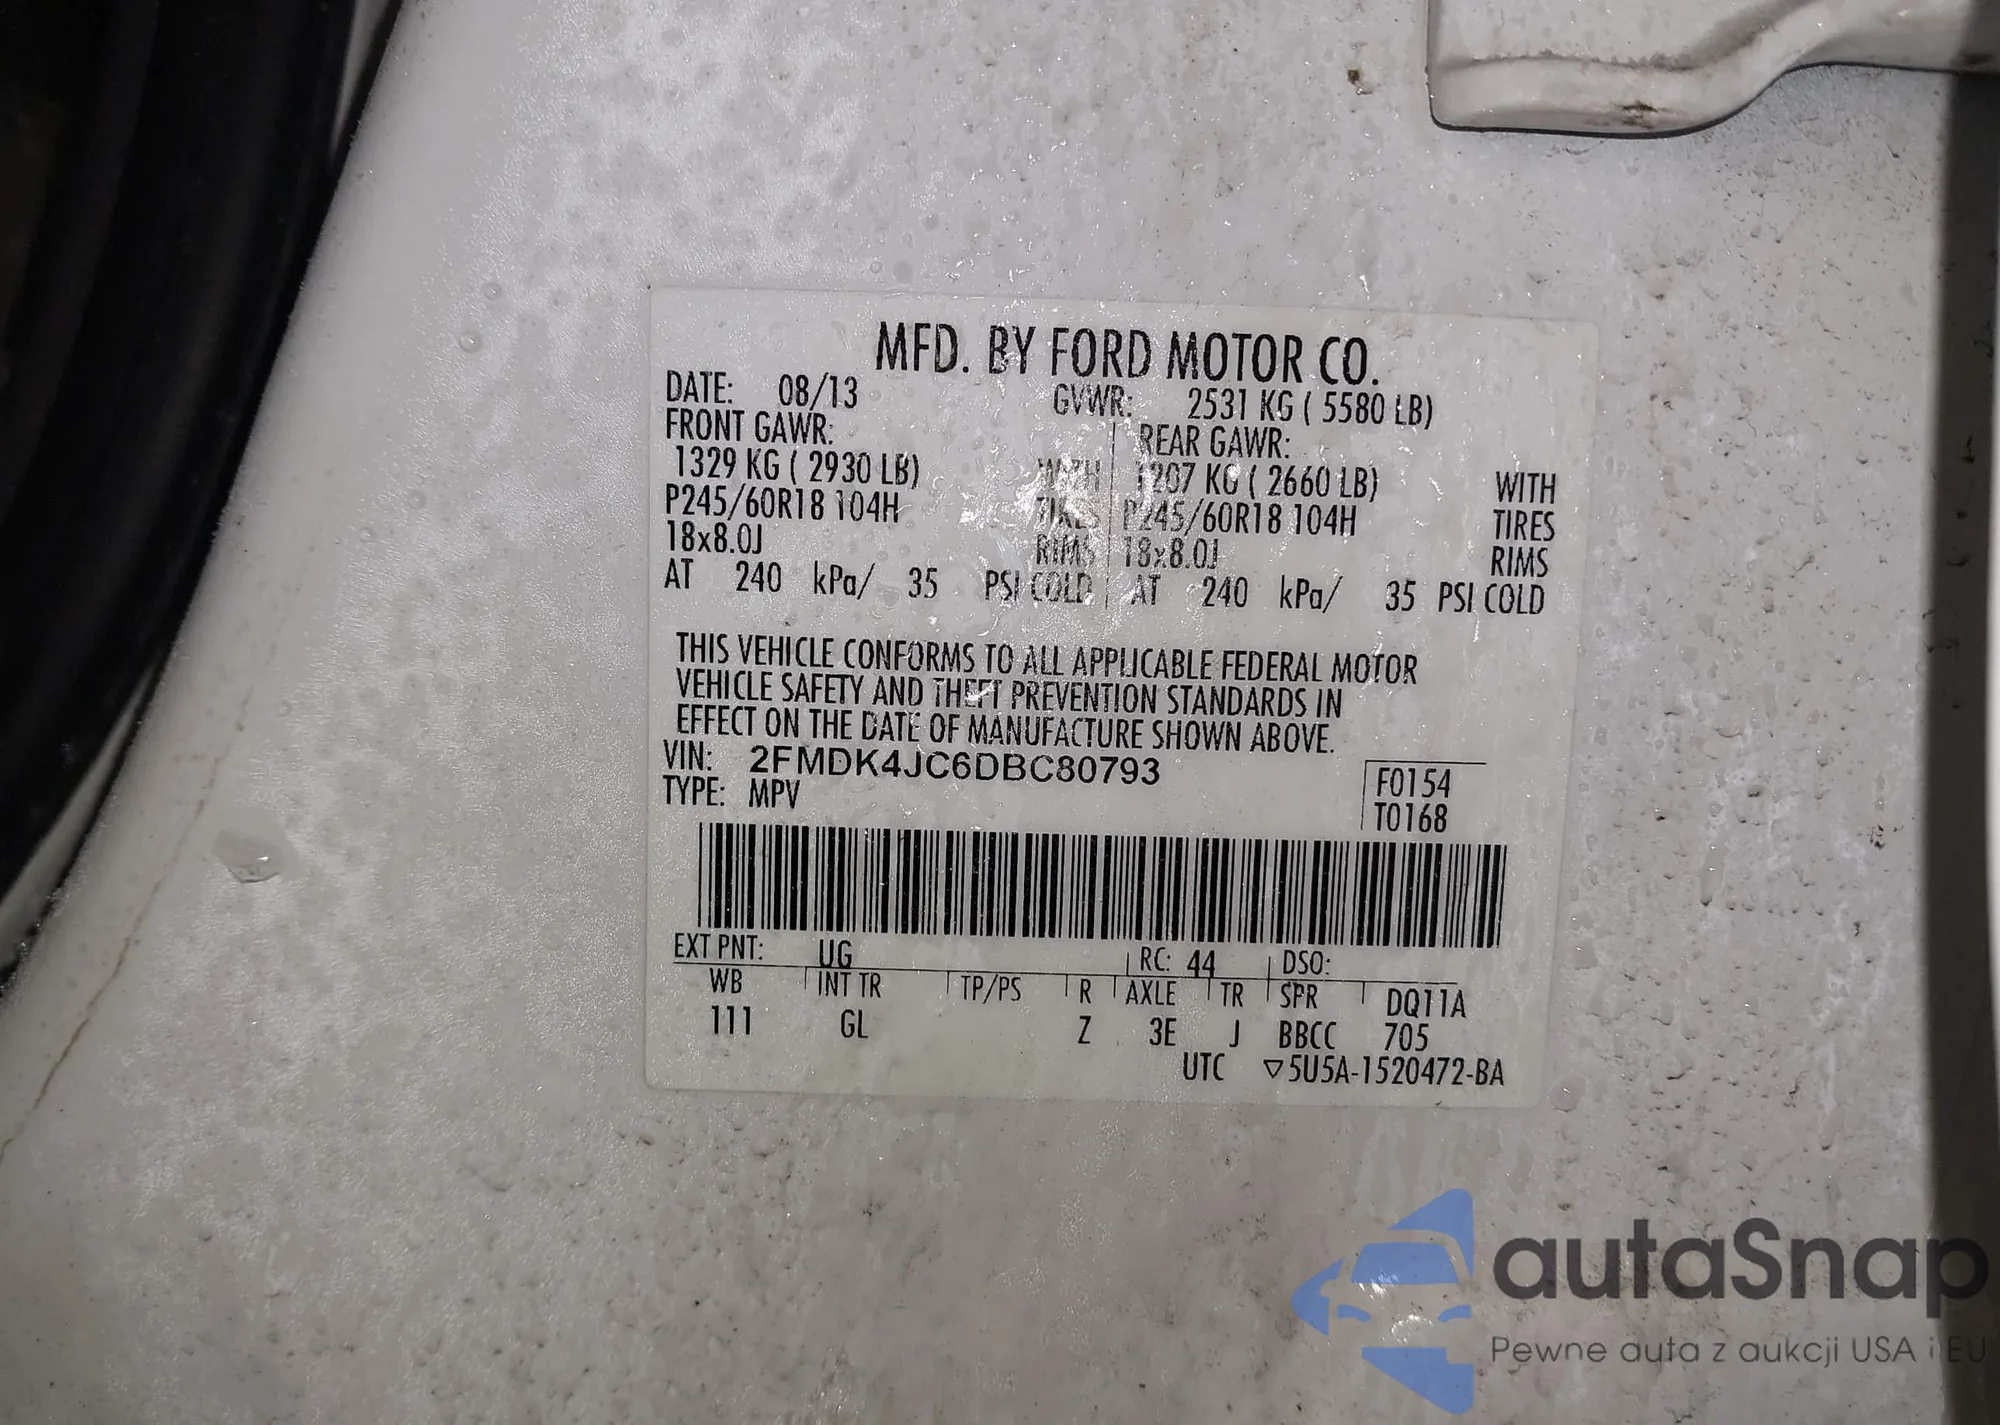 MFD. BY FORD MOTOR CO.
DATE: 08/13 GVWR: 2531 KG ( 5580 LB)
FRONT GAWR: REAR GAWR:
1329 KG ( 2930 LB) WITH 1207 KG ( 2660 LB) WITH
P245/60R18 104H TIRES P245/60R18 104H TIRES
18x8.0J RIMS 18x8.0J RIMS
AT 240 kPa/ 35 PSI COLD AT 240 kPa/ 35 PSI COLD
THIS VEHICLE CONFORMS TO ALL APPLICABLE FEDERAL MOTOR
VEHICLE SAFETY AND THEFT PREVENTION STANDARDS IN
EFFECT ON THE DATE OF MANUFACTURE SHOWN ABOVE.
VIN: 2FMDK4JC6DBC80793
F0154
TYPE: MPV
T0168
EXT PNT: UG RC: 44 DSO:
WB INT TR TP/PS R AXLE TR SPR DQ11A
111 GL Z 3E J BBCC 705
UTC ▽5U5A-1520472-BA
autaSnap
Pewne auta z aukcji USA i EU